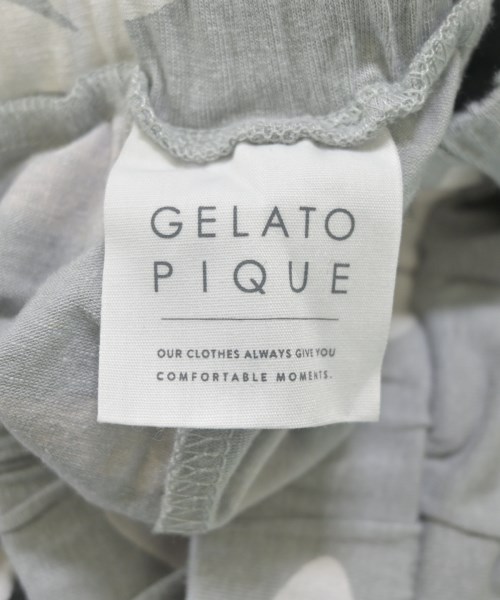 GELATO
PIQUE
OUR CLOTHES ALWAYS GIVE YOU
COMFORTABLE MOMENTS.